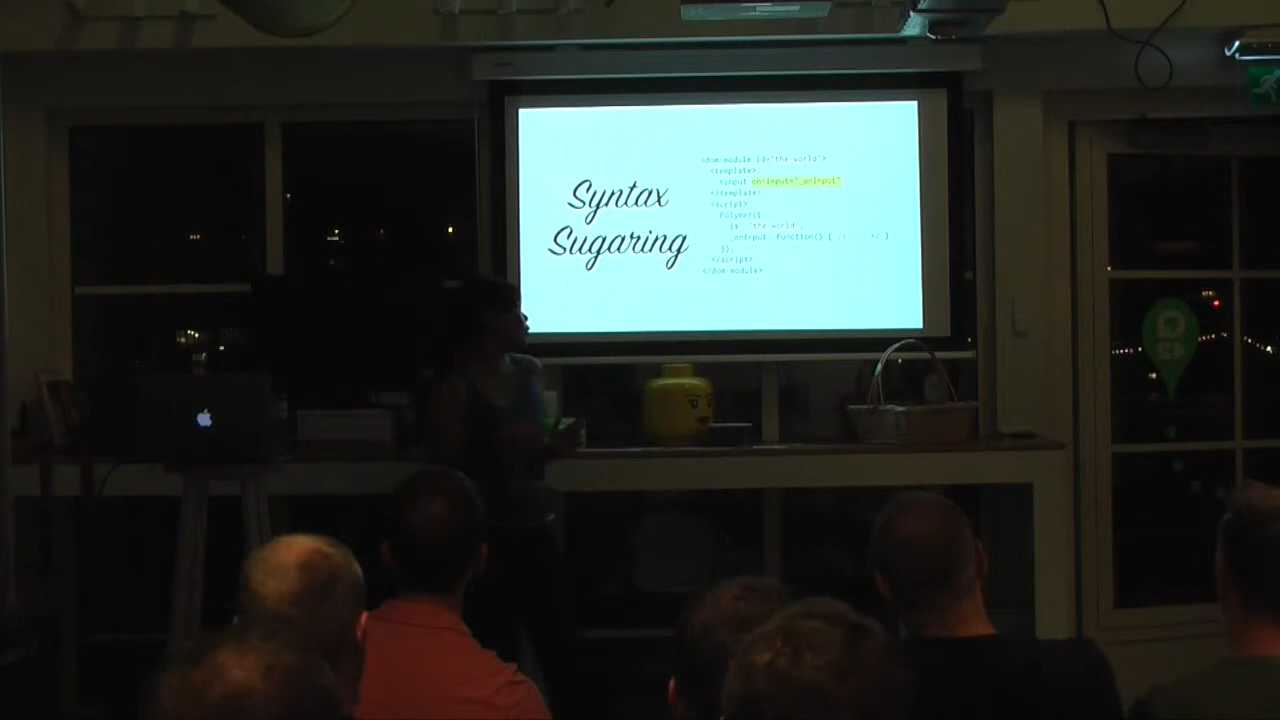 Syntax
Sugaring
<dom-module id="the-world">
<template>
<input on-input="_onInput"
</template>
<script>
Polymer({
is: 'the-world',
_onInput: function() { /* */ }
});
</script>
</dom-module>
Q
42